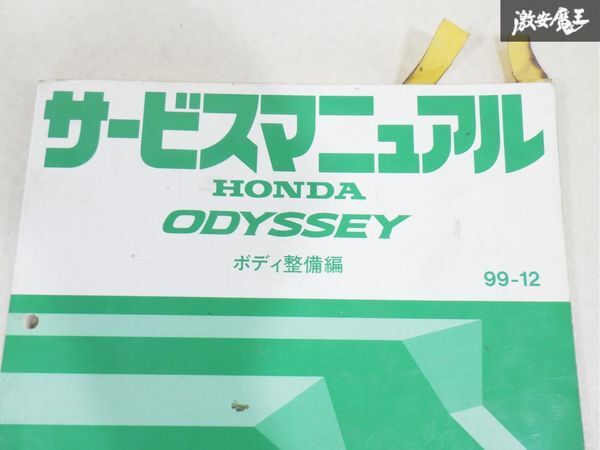 激安魔王
サービスマニュアル
HONDA
ODYSSEY
ボディ整備編
99-12